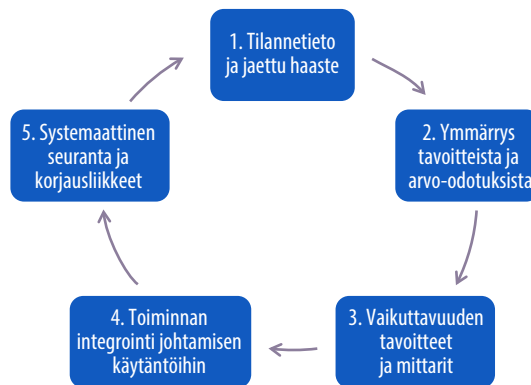 1. Tilannetieto
ja jaettu haaste
2. Ymmärrys
tavoitteista ja
arvo-odotuksista
3. Vaikuttavuuden
tavoitteet
ja mittarit
4. Toiminnan
integrointi johtamisen
käytäntöihin
5. Systemaattinen
seuranta ja
korjausliikkeet